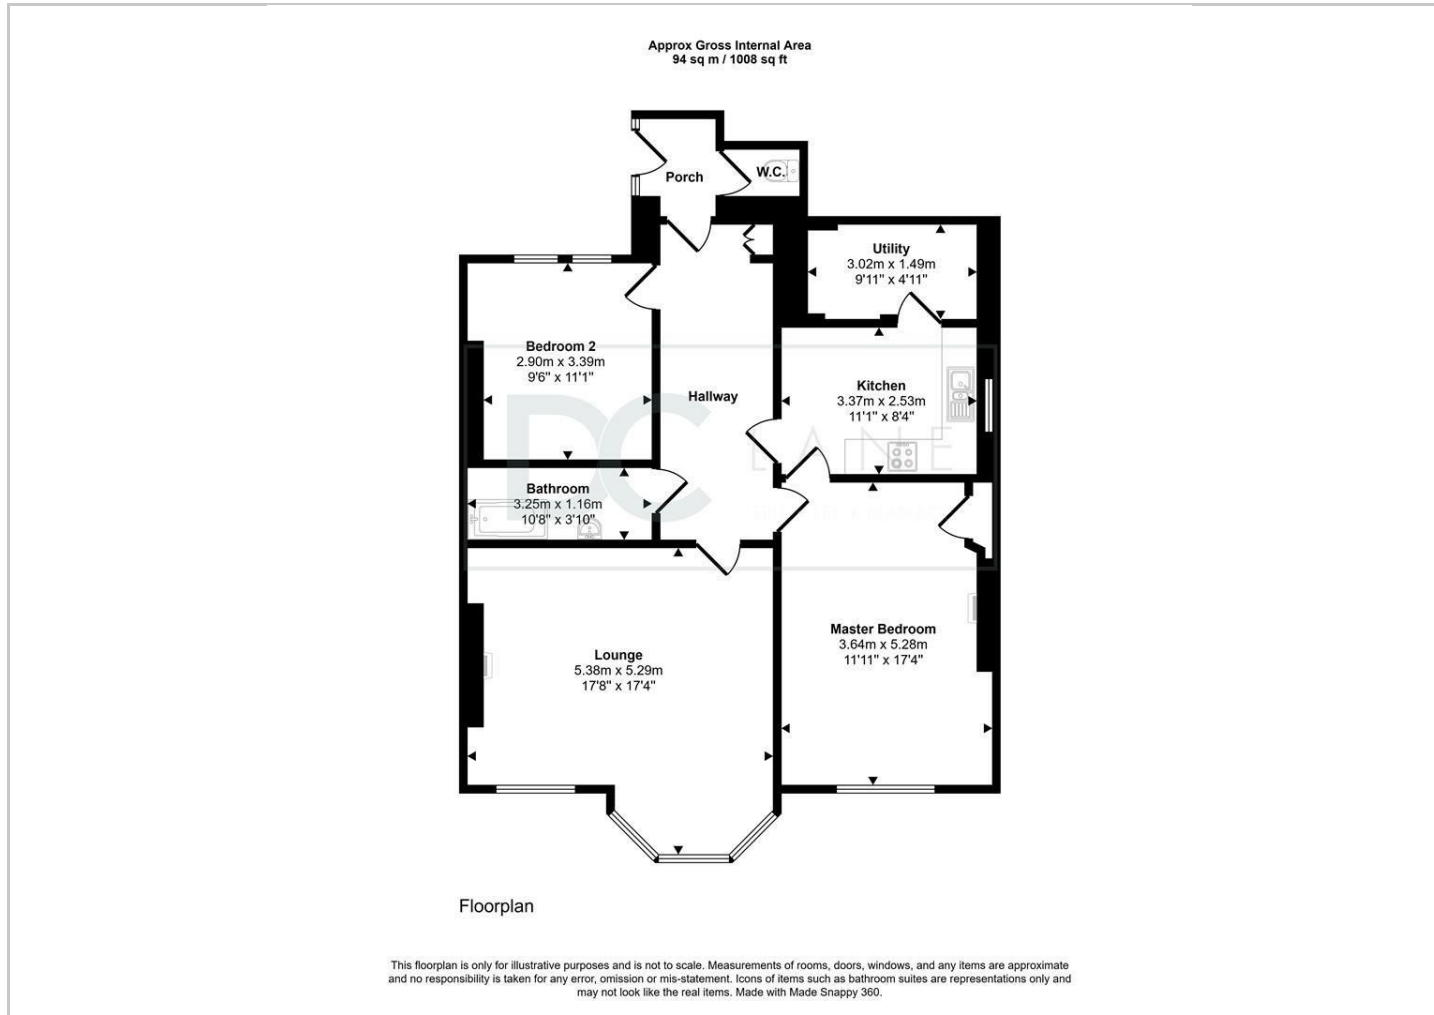 Approx Gross Internal Area
94 sq m / 1008 sq ft
Porch
W.C.
Utility
3.02m x 1.49m
9'11" x 4'11"
Bedroom 2
2.90m x 3.39m
9'6" x 11'1"
Hallway
Kitchen
3.37m x 2.53m
11'1" x 8'4"
DC
LANE
Bathroom
3.25m x 1.16m
10'8" x 3'10"
Lounge
5.38m x 5.29m
17'8" x 17'4"
Master Bedroom
3.64m x 5.28m
11'11" x 17'4"
Floorplan
This floorplan is only for illustrative purposes and is not to scale. Measurements of rooms, doors, windows, and any items are approximate
and no responsibility is taken for any error, omission or mis-statement. Icons of items such as bathroom suites are representations only and
may not look like the real items. Made with Made Snappy 360.